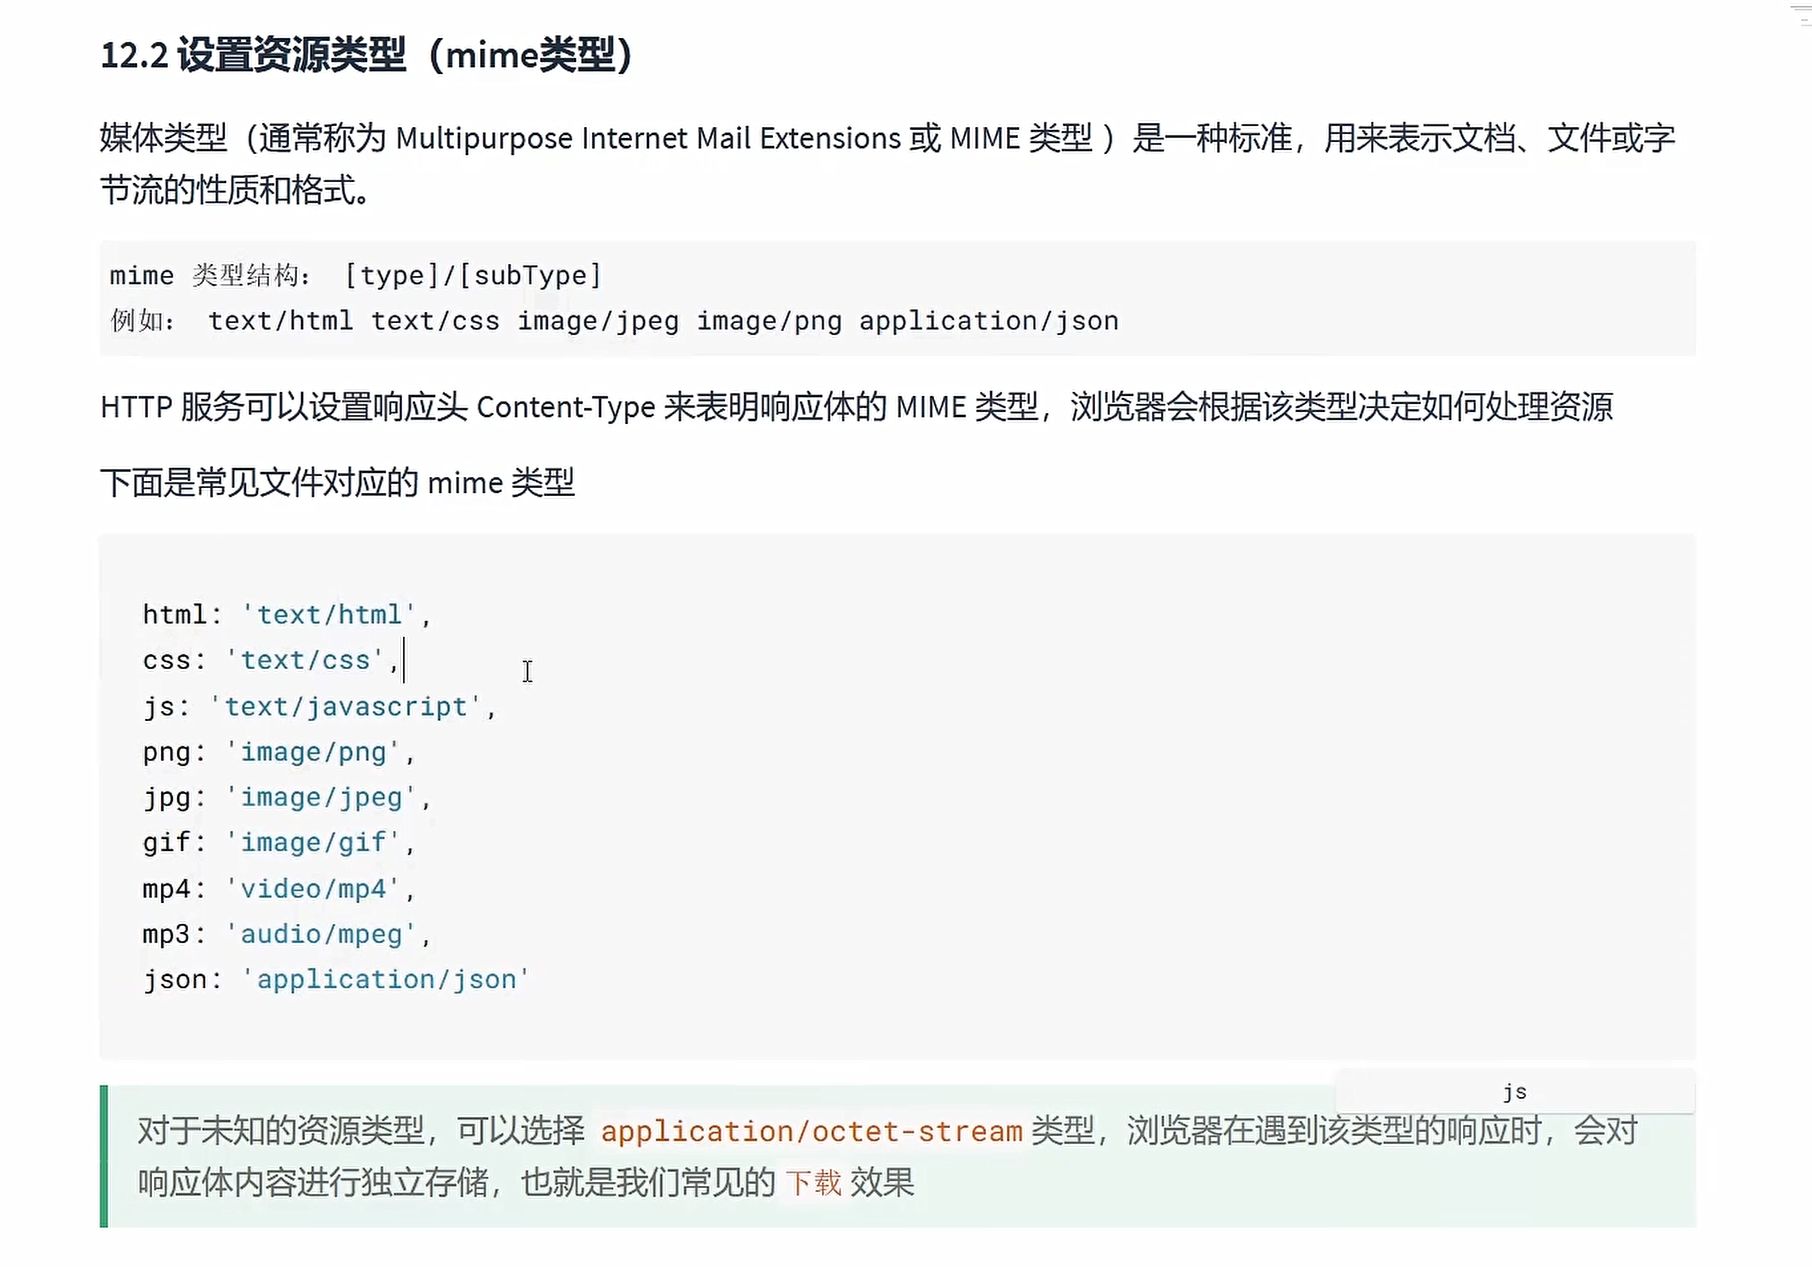 12.2 设置资源类型（mime类型）
媒体类型（通常称为 Multipurpose Internet Mail Extensions 或 MIME 类型 ）是一种标准，用来表示文档、文件或字
节流的性质和格式。
mime 类型结构： [type]/[subType]
例如： text/html text/css image/jpeg image/png application/json
HTTP 服务可以设置响应头 Content-Type 来表明响应体的 MIME 类型，浏览器会根据该类型决定如何处理资源
下面是常见文件对应的 mime 类型
html: 'text/html',
css: 'text/css',
js: 'text/javascript',
png: 'image/png',
jpg: 'image/jpeg',
gif: 'image/gif',
mp4: 'video/mp4',
mp3: 'audio/mpeg',
json: 'application/json'
js
对于未知的资源类型，可以选择 application/octet-stream 类型，浏览器在遇到该类型的响应时，会对
响应体内容进行独立存储，也就是我们常见的 下载 效果